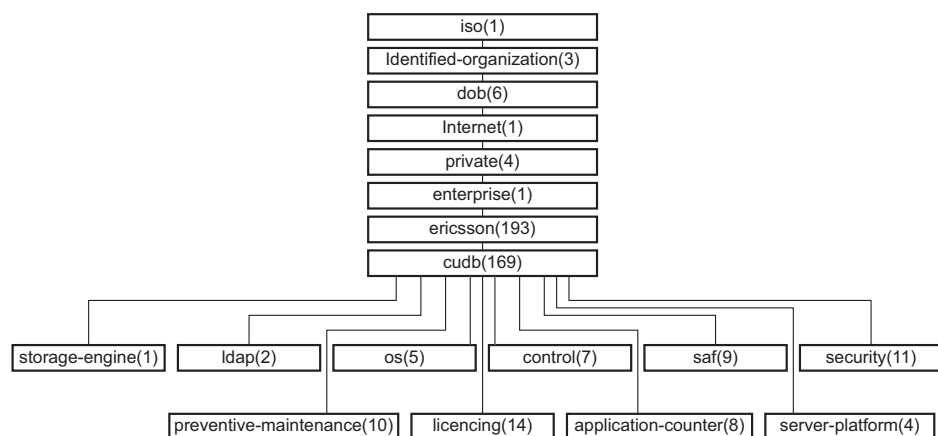 iso(1)
Identified-organization(3)
dob(6)
Internet(1)
private(4)
enterprise(1)
ericsson(193)
cudb(169)
storage-engine(1)
ldap(2)
os(5)
control(7)
saf(9)
security(11)
preventive-maintenance(10)
licencing(14)
application-counter(8)
server-platform(4)